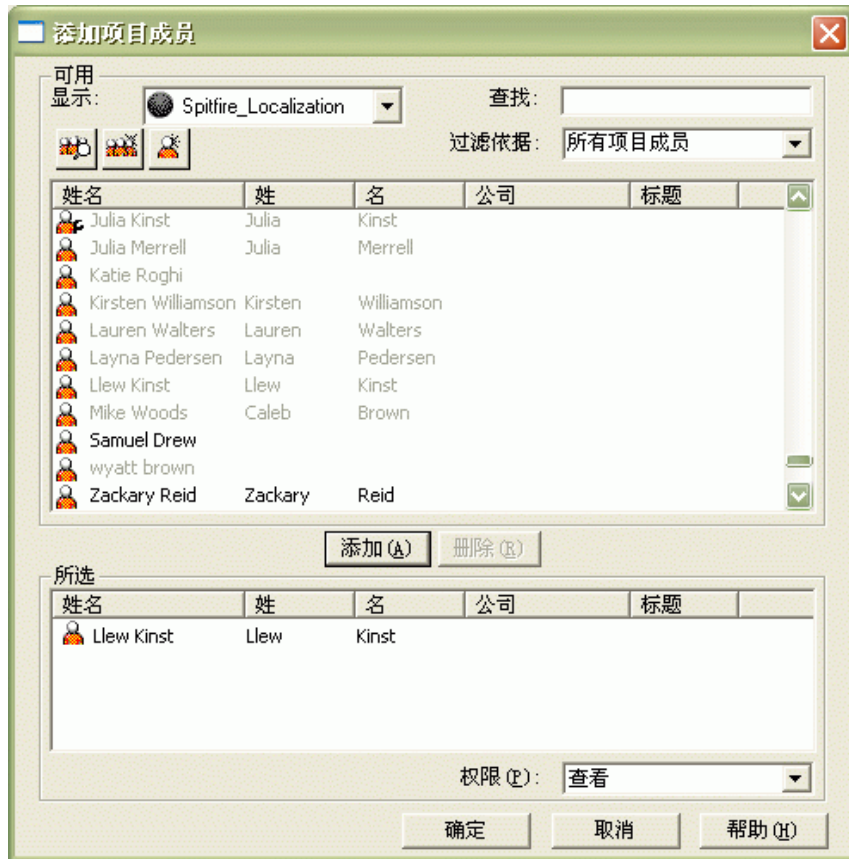 添加项目成员
可用
显示: Spitfire_Localization 查找:
过滤依据: 所有项目成员
姓名 姓 名 公司 标题
Julia Kinst Julia Kinst
Julia Merrell Julia Merrell
Katie Roghi
Kirsten Williamson Kirsten Williamson
Lauren Walters Lauren Walters
Layna Pedersen Layna Pedersen
Llew Kinst Llew Kinst
Mike Woods Caleb Brown
Samuel Drew
wyatt brown
Zackary Reid Zackary Reid
添加(A) 删除(R)
所选
姓名 姓 名 公司 标题
Llew Kinst Llew Kinst
权限(P): 查看
确定 取消 帮助(H)